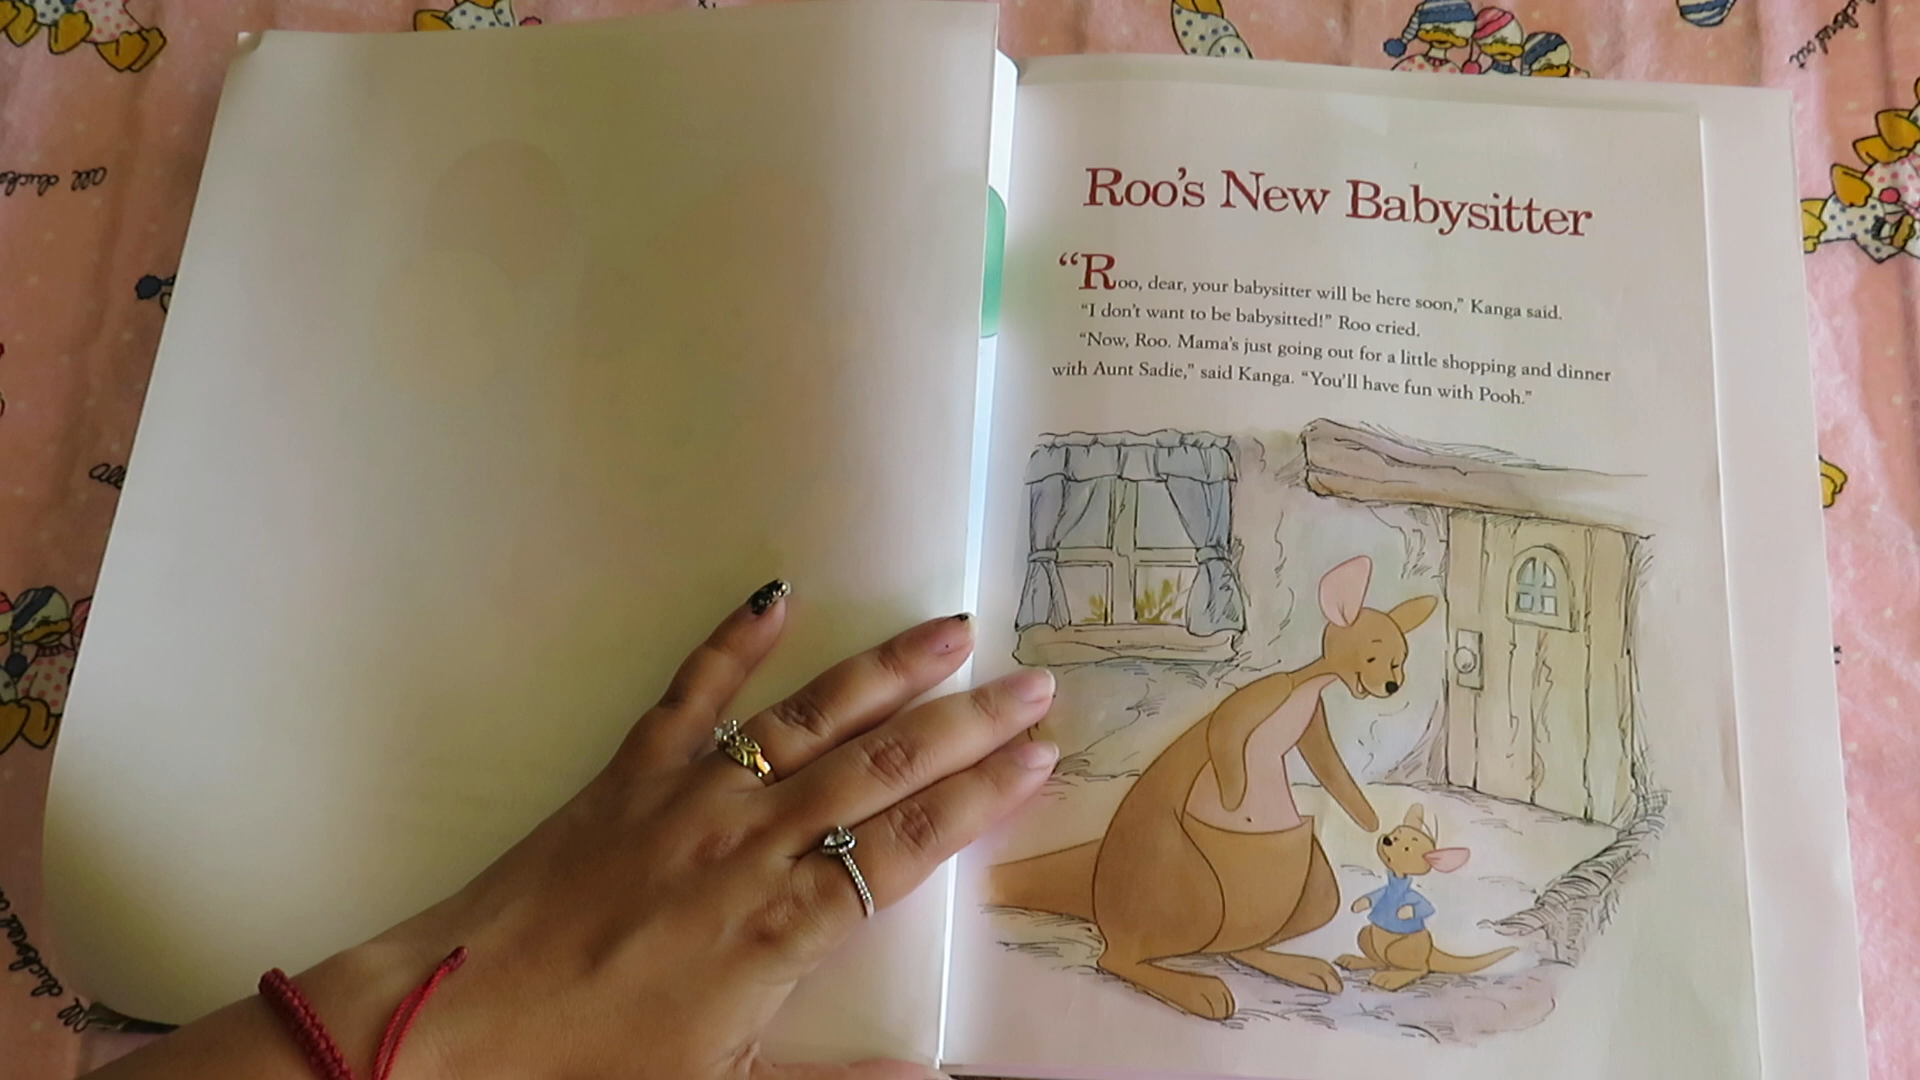 Roo's New Babysitter
“Roo, dear, your babysitter will be here soon,” Kanga said.
“I don't want to be babysitted!” Roo cried.
“Now, Roo. Mama's just going out for a little shopping and dinner
with Aunt Sadie,” said Kanga. “You'll have fun with Pooh.”
all ducks